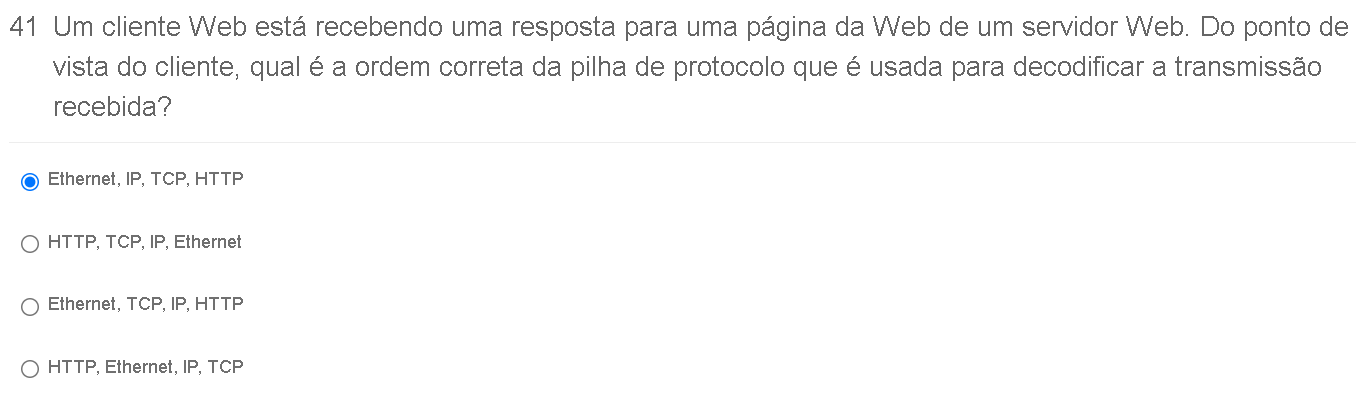 41 Um cliente Web está recebendo uma resposta para uma página da Web de um servidor Web. Do ponto de
vista do cliente, qual é a ordem correta da pilha de protocolo que é usada para decodificar a transmissão
recebida?
Ethernet, IP, TCP, HTTP
HTTP, TCP, IP, Ethernet
Ethernet, TCP, IP, HTTP
HTTP, Ethernet, IP, TCP